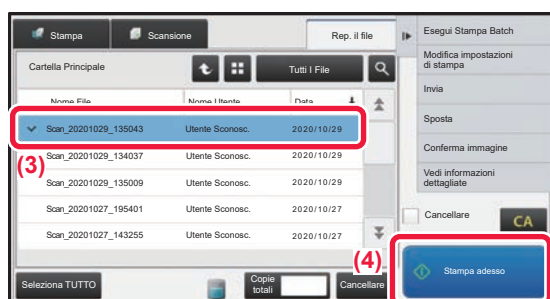 Stampa
Scansione
Rep. il file
Cartella Principale
Tutti I File
Nome File
Nome Utente
Data
Scan_20201029_135043
Utente Sconosc.
2020/10/29
(3)
Scan_20201029_134037
Utente Sconosc.
2020/10/29
Scan_20201029_135009
Utente Sconosc.
2020/10/29
Scan_20201027_195401
Utente Sconosc.
2020/10/27
Scan_20201027_143255
Utente Sconosc.
2020/10/27
Seleziona TUTTO
Copie
totali
Cancellare
Esegui Stampa Batch
Modifica impostazioni
di stampa
Invia
Sposta
Conferma immagine
Vedi informazioni
dettagliate
Cancellare
CA
(4)
Stampa adesso